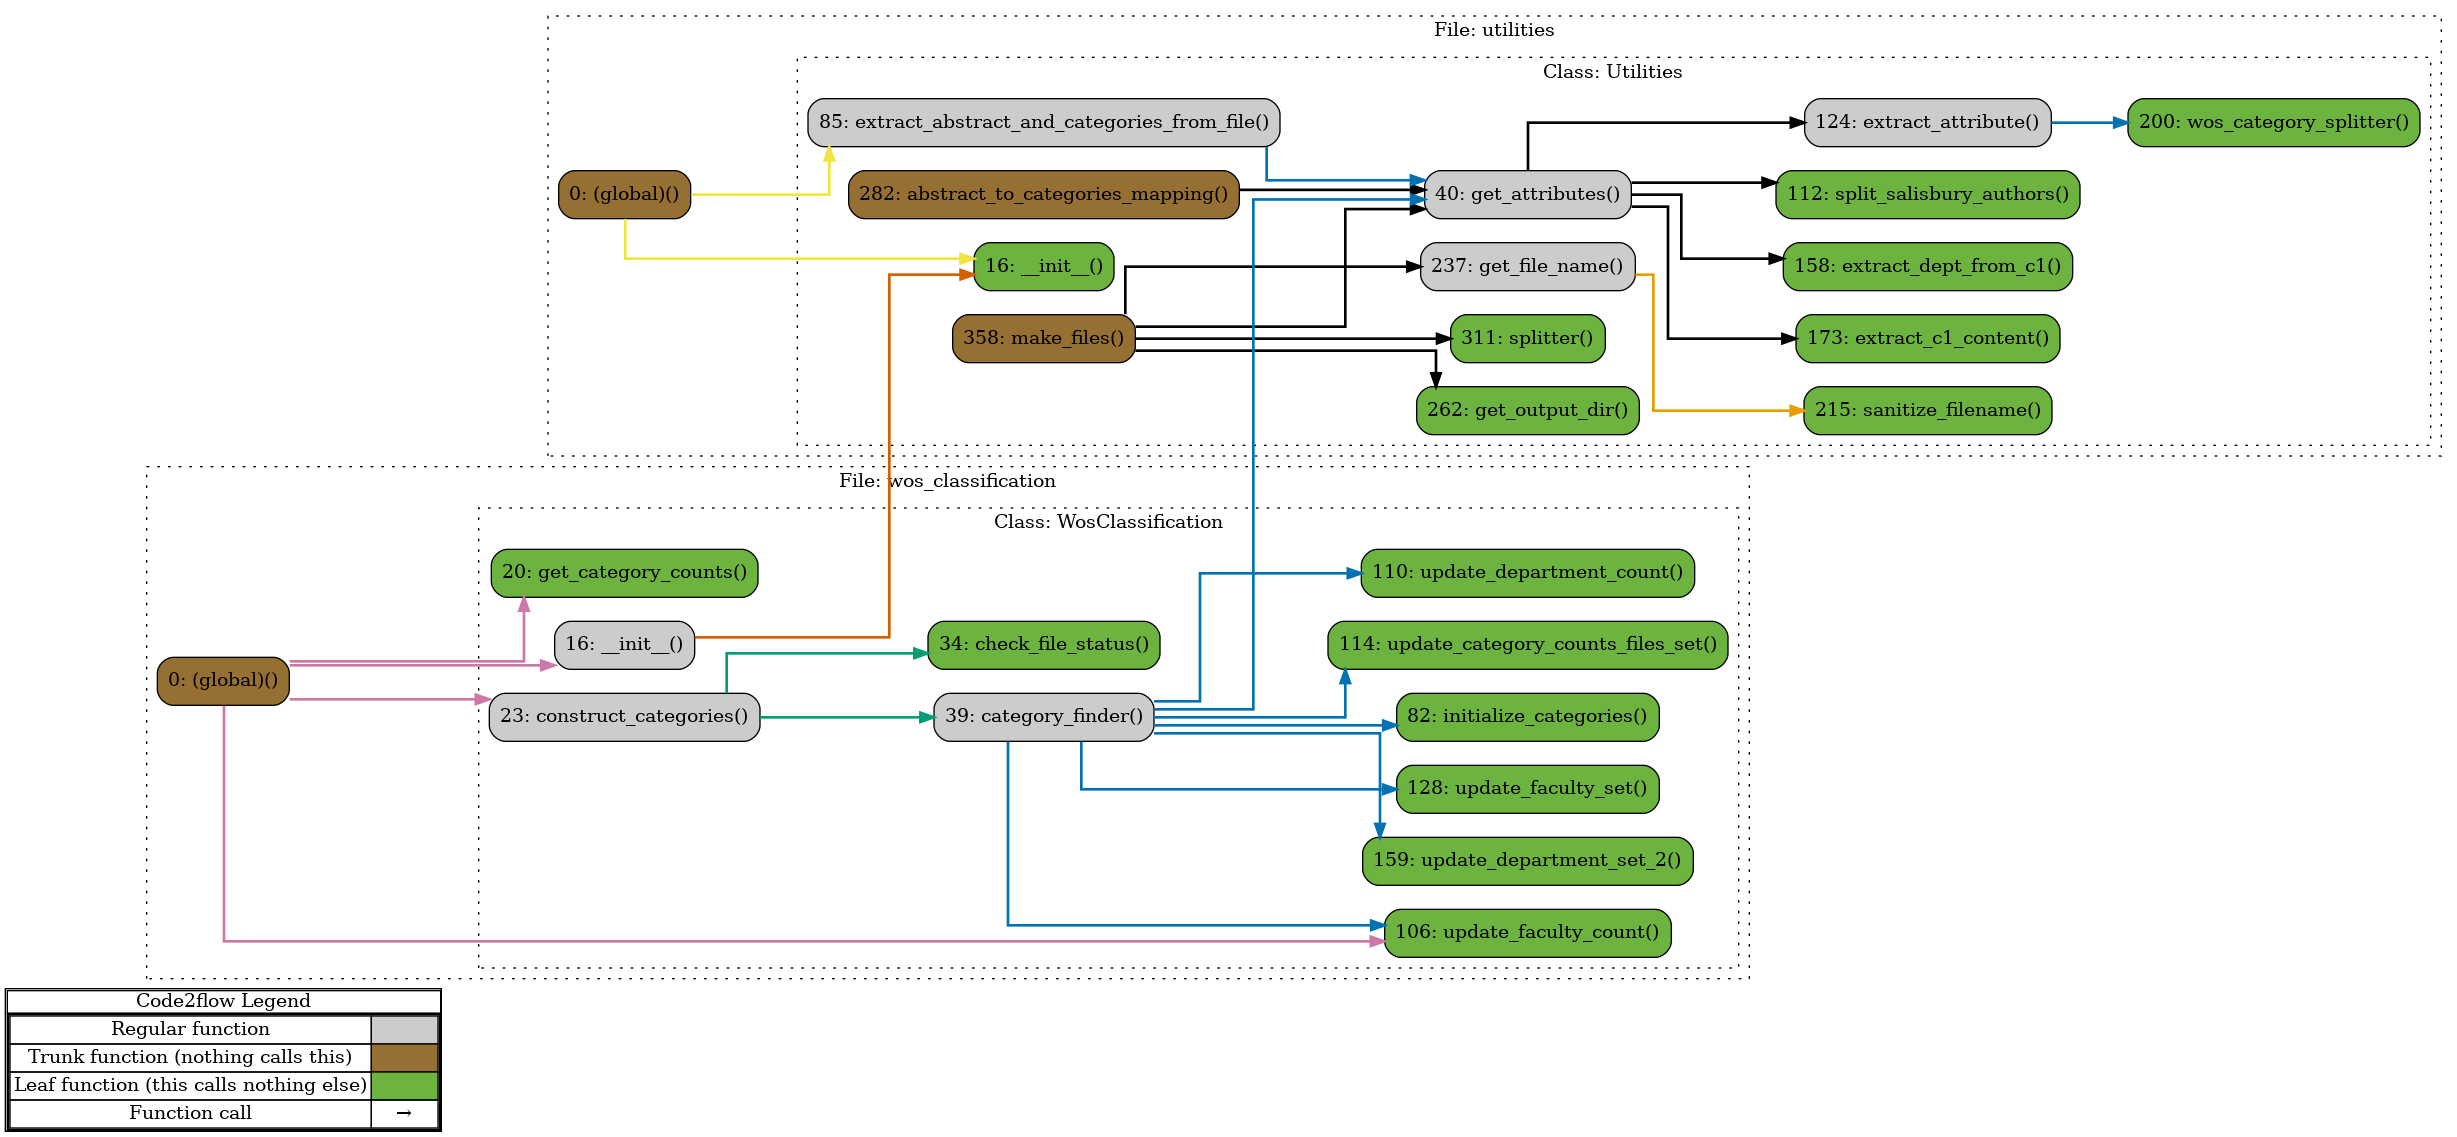 File: utilities
Class: Utilities
85: extract_abstract_and_categories_from_file()
124: extract_attribute()
200: wos_category_splitter()
0: (global)()
282: abstract_to_categories_mapping()
40: get_attributes()
112: split_salisbury_authors()
16: __init__()
237: get_file_name()
158: extract_dept_from_c1()
358: make_files()
311: splitter()
173: extract_c1_content()
262: get_output_dir()
215: sanitize_filename()
File: wos_classification
Class: WosClassification
20: get_category_counts()
110: update_department_count()
16: __init__()
34: check_file_status()
114: update_category_counts_files_set()
0: (global)()
23: construct_categories()
39: category_finder()
82: initialize_categories()
128: update_faculty_set()
159: update_department_set_2()
106: update_faculty_count()
Code2flow Legend
Regular function
Trunk function (nothing calls this)
Leaf function (this calls nothing else)
Function call →